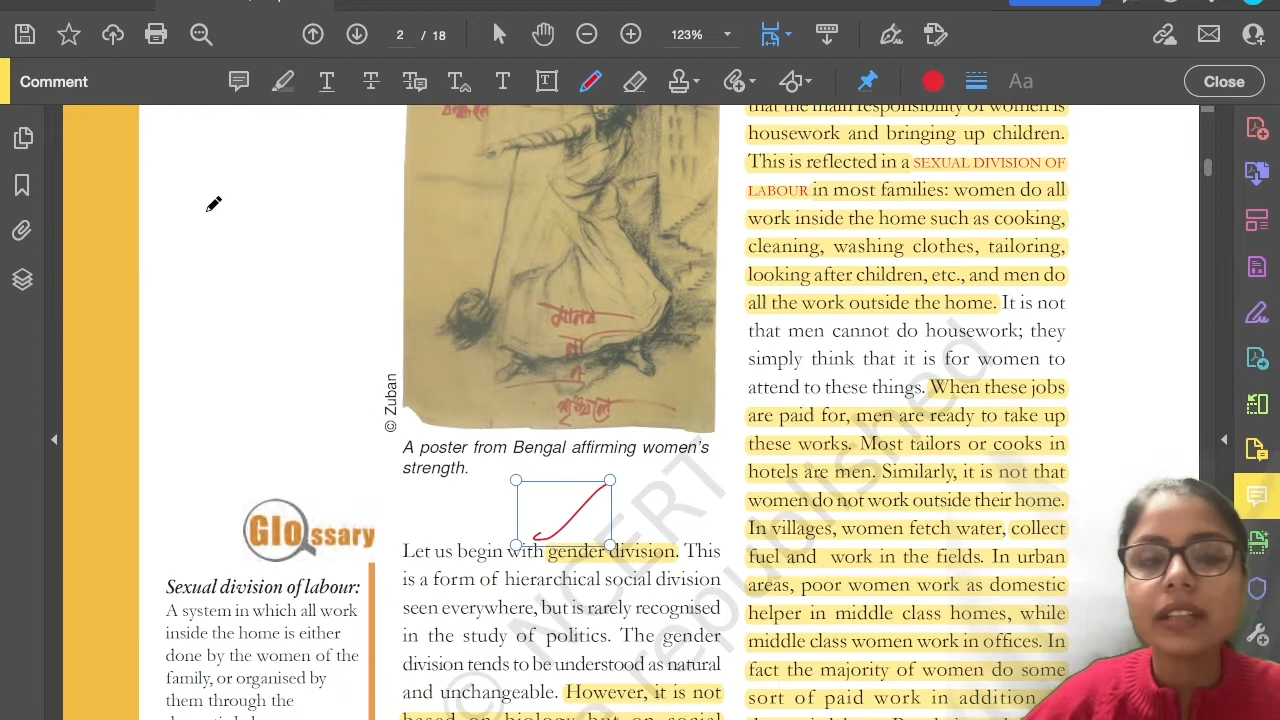 2 / 18
123%
Comment
Aa
Close
মানব
© Zuban
A poster from Bengal affirming women's
strength.
Glossary
Sexual division of labour:
A system in which all work
inside the home is either
done by the women of the
family, or organised by
them through the
Let us begin with gender division. This
is a form of hierarchical social division
seen everywhere, but is rarely recognised
in the study of politics. The gender
division tends to be understood as natural
and unchangeable. However, it is not
based on biology but on social
that the main responsibility of women is
housework and bringing up children.
This is reflected in a SEXUAL DIVISION OF
LABOUR in most families: women do all
work inside the home such as cooking,
cleaning, washing clothes, tailoring,
looking after children, etc., and men do
all the work outside the home. It is not
that men cannot do housework; they
simply think that it is for women to
attend to these things. When these jobs
are paid for, men are ready to take up
these works. Most tailors or cooks in
hotels are men. Similarly, it is not that
women do not work outside their home.
In villages, women fetch water, collect
fuel and work in the fields. In urban
areas, poor women work as domestic
helper in middle class homes, while
middle class women work in offices. In
fact the majority of women do some
sort of paid work in addition
© NCERT
republished